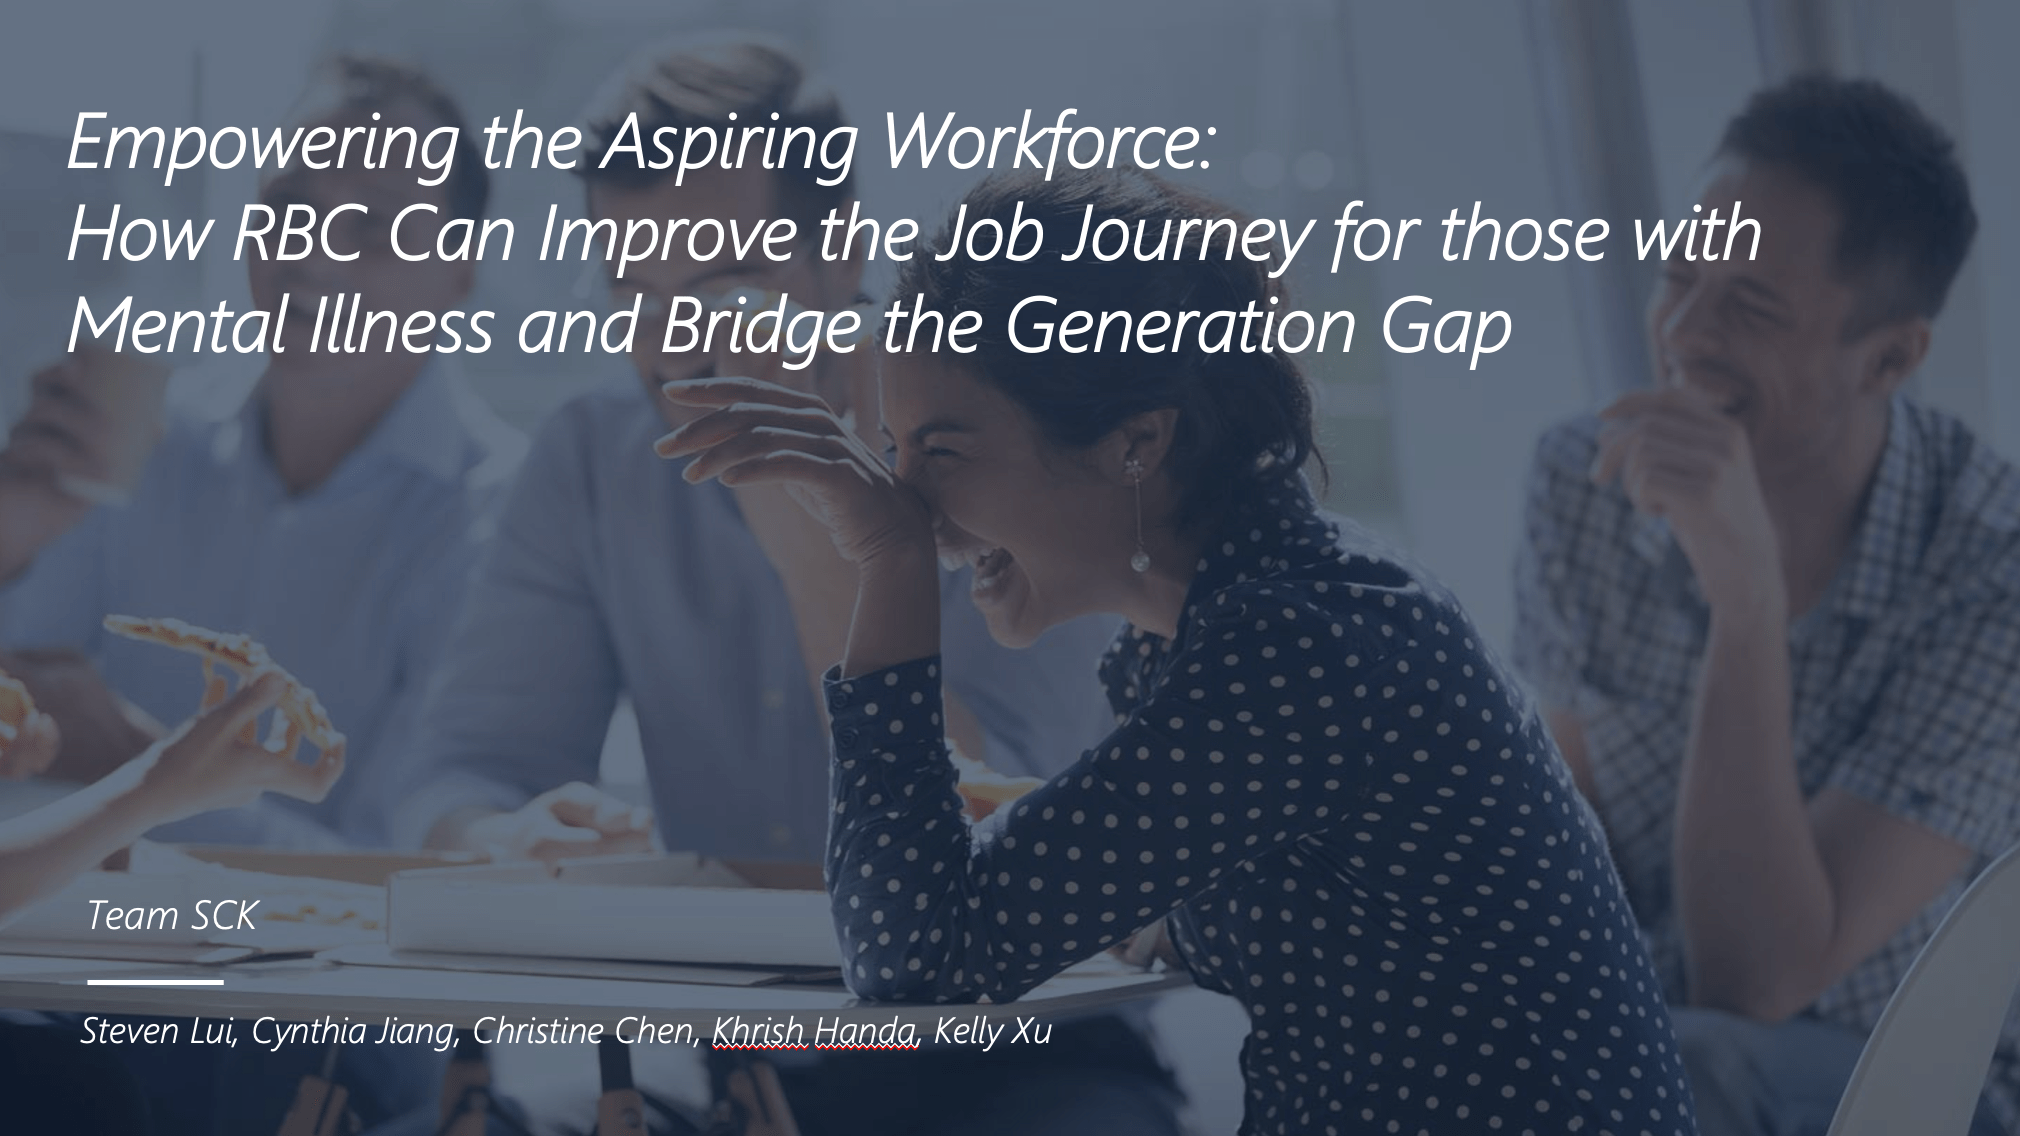 Empowering the Aspiring Workforce:
How RBC Can Improve the Job Journey for those with
Mental Illness and Bridge the Generation Gap
Team SCK
Steven Lui, Cynthia Jiang, Christine Chen, Khrish Handa, Kelly Xu